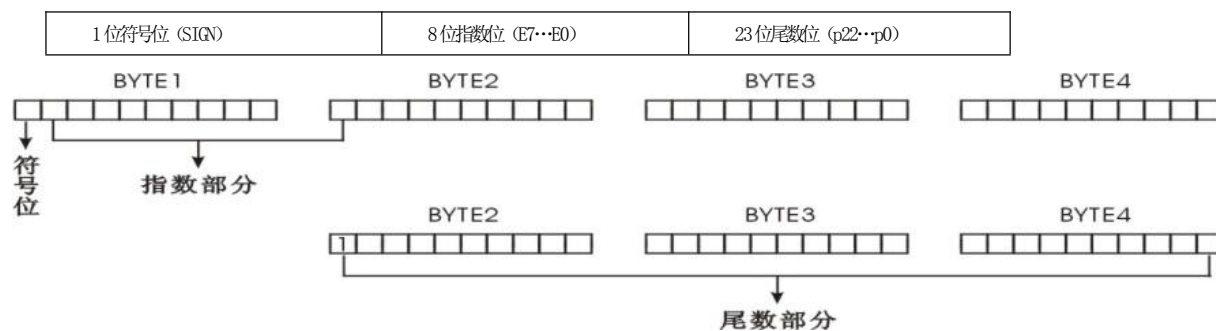 1位符号位（SIGN） 8位指数位（E7…E0） 23位尾数位（p22…p0）
BYTE1 BYTE2 BYTE3 BYTE4
符号位
指数部分
BYTE2 BYTE3 BYTE4
1
尾数部分